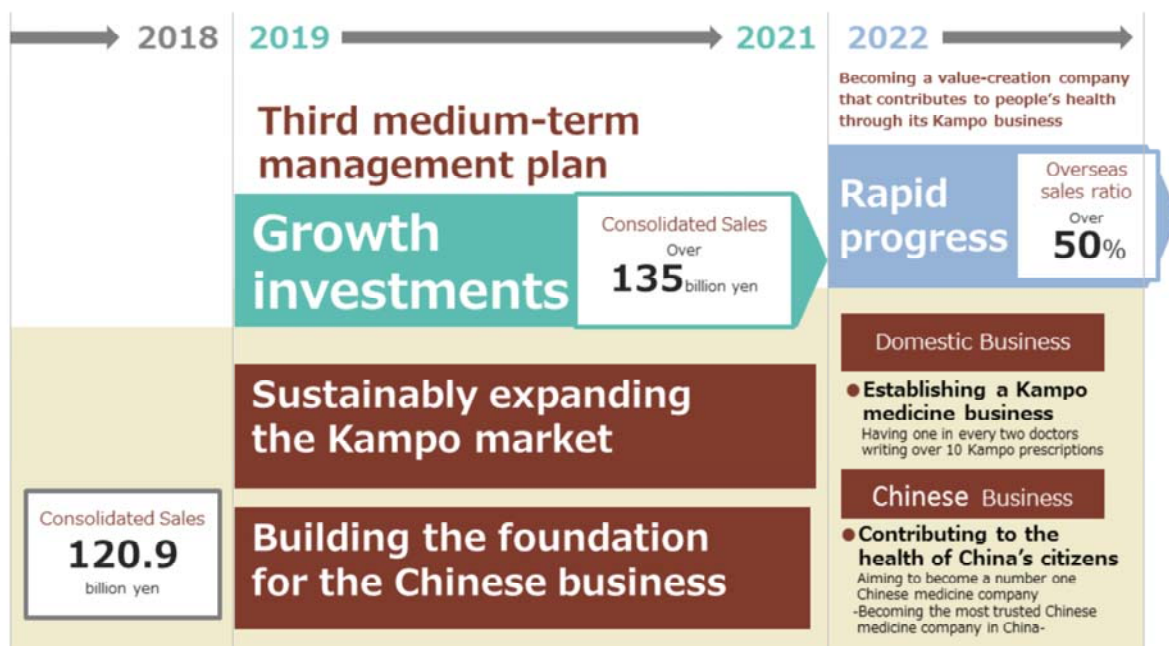 2018
2019
2021
2022
Third medium-term
management plan
Growth
investments
Consolidated Sales
Over
135 billion yen
Sustainably expanding
the Kampo market
Building the foundation
for the Chinese business
Consolidated Sales
120.9
billion yen
Becoming a value-creation company
that contributes to people's health
through its Kampo business
Rapid
progress
Overseas
sales ratio
Over
50%
Domestic Business
●Establishing a Kampo
medicine business
Having one in every two doctors
writing over 10 Kampo prescriptions
Chinese Business
●Contributing to the
health of China's citizens
Aiming to become a number one
Chinese medicine company
-Becoming the most trusted Chinese
medicine company in China-